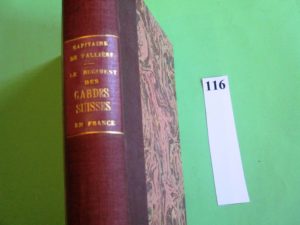 CAPITAINE
DE VALLIÈRE
LE RÉGIMENT
DES
GARDES
SUISSES
EN FRANCE
116